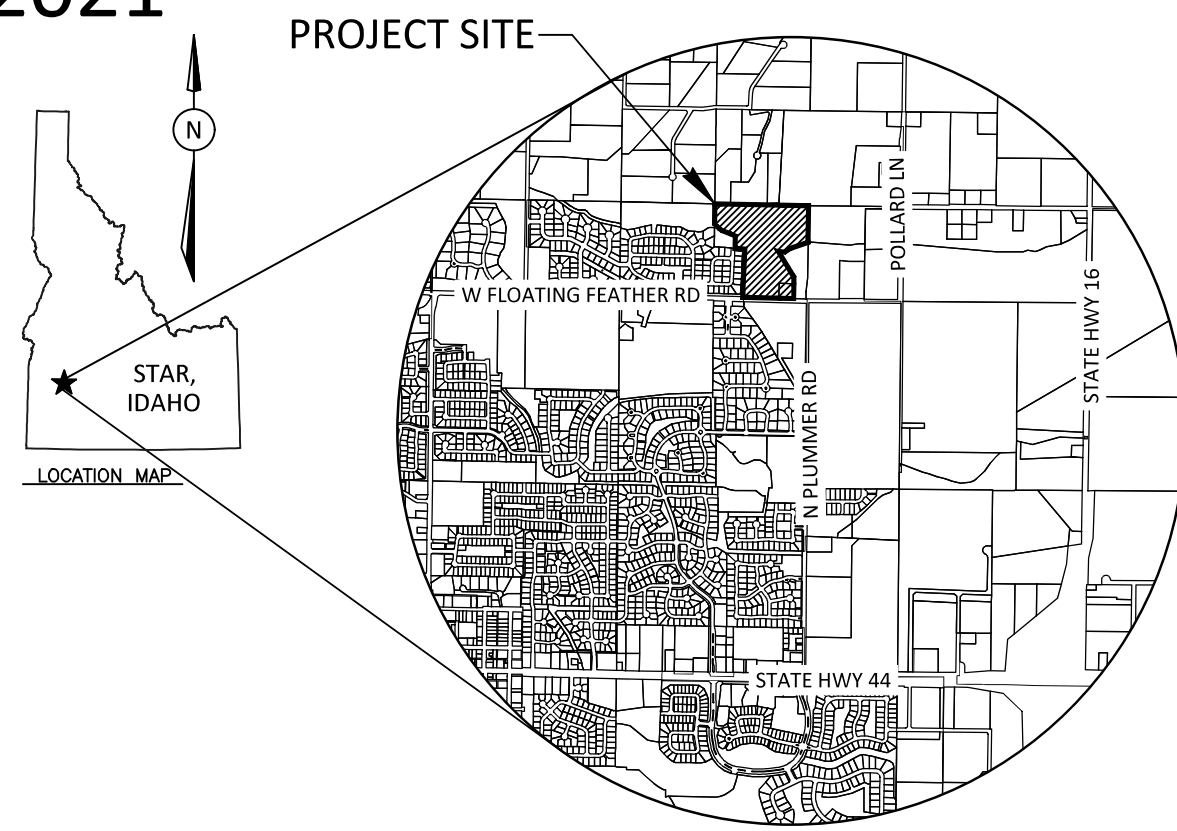 2021
PROJECT SITE
N
POLLARD LN
W FLOATING FEATHER RD
STATE HWY 16
STAR,
IDAHO
N PLUMMER RD
LOCATION MAP
STATE HWY 44